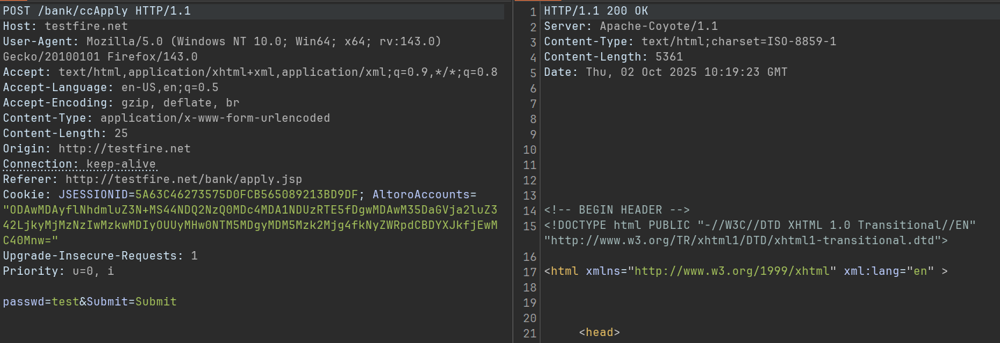 POST /bank/ccApply HTTP/1.1
Host: testfire.net
User-Agent: Mozilla/5.0 (Windows NT 10.0; Win64; x64; rv:143.0)
Gecko/20100101 Firefox/143.0
Accept: text/html,application/xhtml+xml,application/xml;q=0.9,*/*;q=0.8
Accept-Language: en-US,en;q=0.5
Accept-Encoding: gzip, deflate, br
Content-Type: application/x-www-form-urlencoded
Content-Length: 25
Origin: http://testfire.net
Connection: keep-alive
Referer: http://testfire.net/bank/apply.jsp
Cookie: JSESSIONID=5A63C46273575D0FCB565089213BD9DF; AltoroAccounts=
"ODAwMDAyflNhdmluZ3N+MS44NDQ2NzQ0MDc4MDA1NDUzRTE5fDgwMDAwM35DaGVja2luZ3
42LjkyMjMzNzIwMzkwMDIyOUUyMHw0NTM5MDgyMDM5Mzk2Mjg4fkNyZWRpdCBDYXJkfjEwM
C40Mnw="
Upgrade-Insecure-Requests: 1
Priority: u=0, i
passwd=test&Submit=Submit
1 HTTP/1.1 200 OK
2 Server: Apache-Coyote/1.1
3 Content-Type: text/html;charset=ISO-8859-1
4 Content-Length: 5361
5 Date: Thu, 02 Oct 2025 10:19:23 GMT
6
7
8
9
10
11
12
13
14 <!-- BEGIN HEADER -->
15 <!DOCTYPE html PUBLIC "-//W3C//DTD XHTML 1.0 Transitional//EN"
"http://www.w3.org/TR/xhtml1/DTD/xhtml1-transitional.dtd">
16
17 <html xmlns="http://www.w3.org/1999/xhtml" xml:lang="en" >
18
19
20
21 <head>